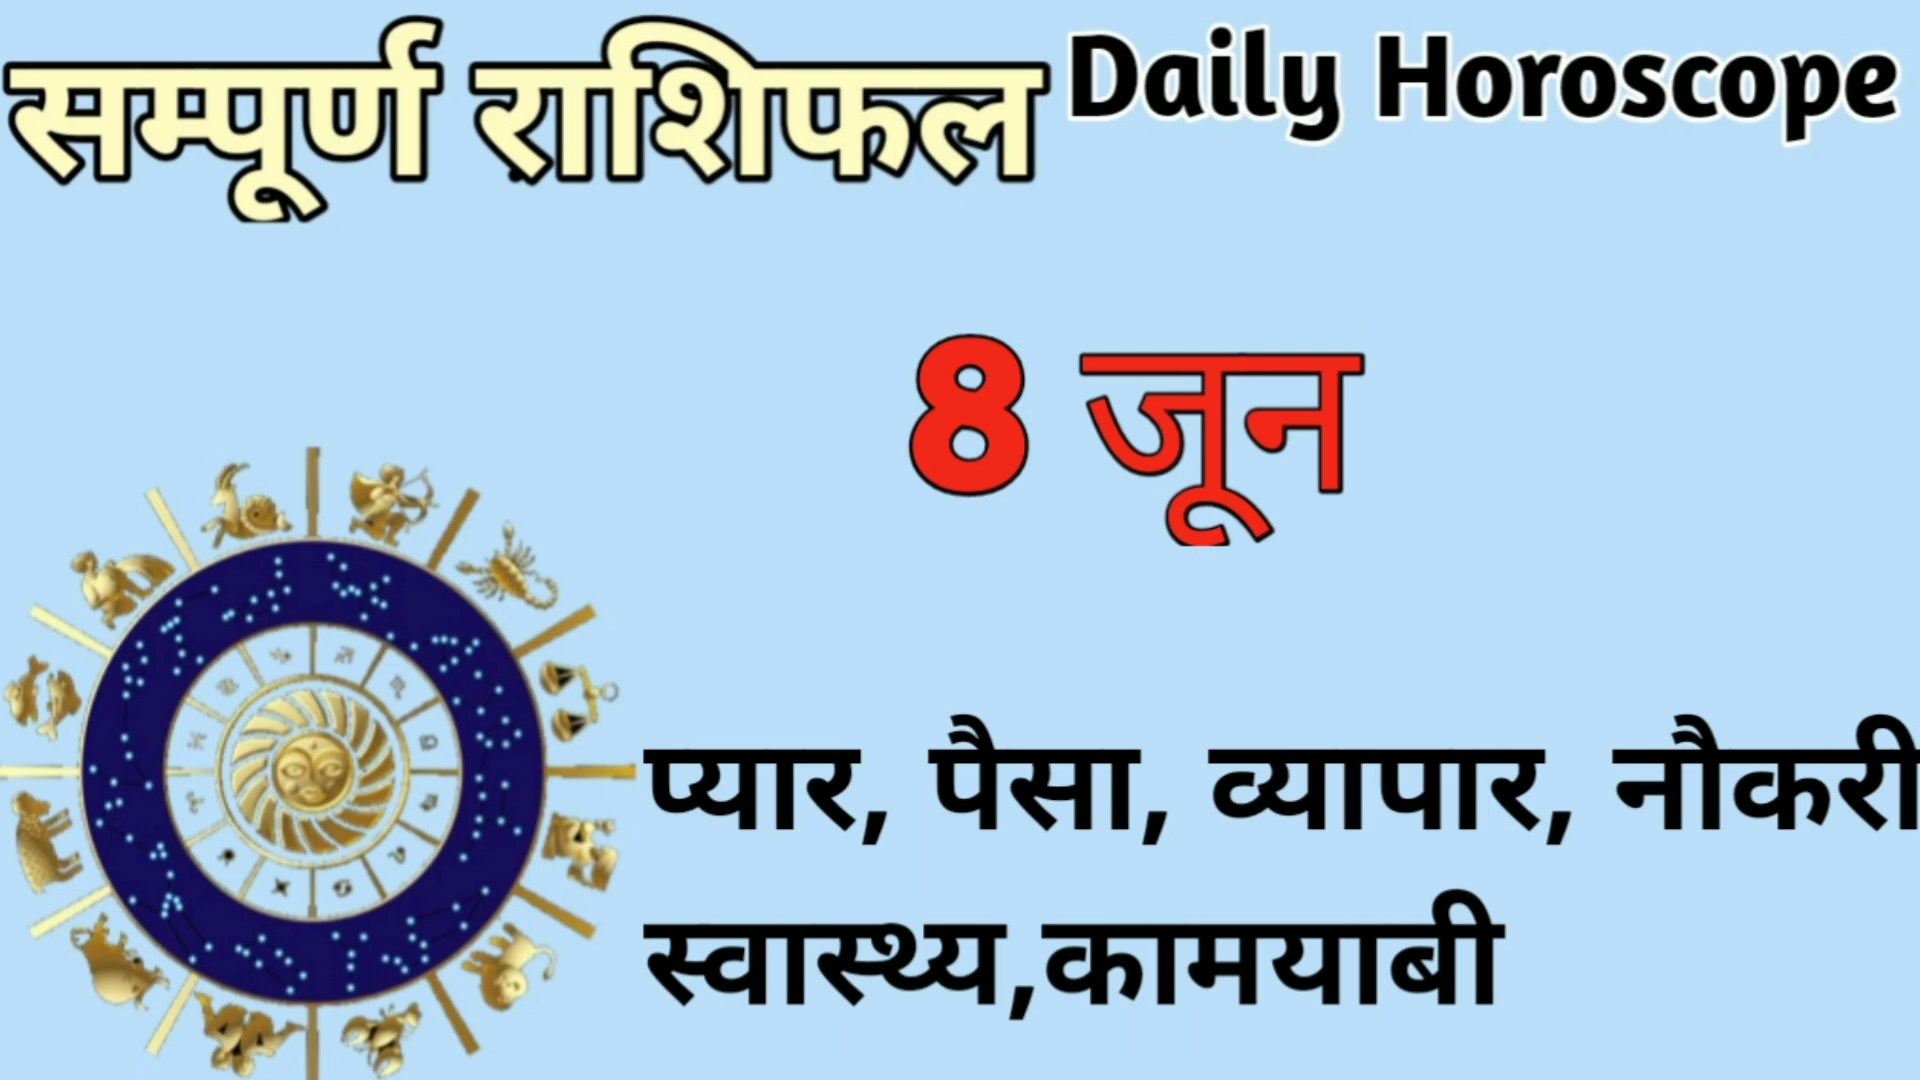 सम्पूर्ण राशिफल Daily Horoscope
8 जून
प्यार, पैसा, व्यापार, नौकरी
स्वास्थ्य,कामयाबी